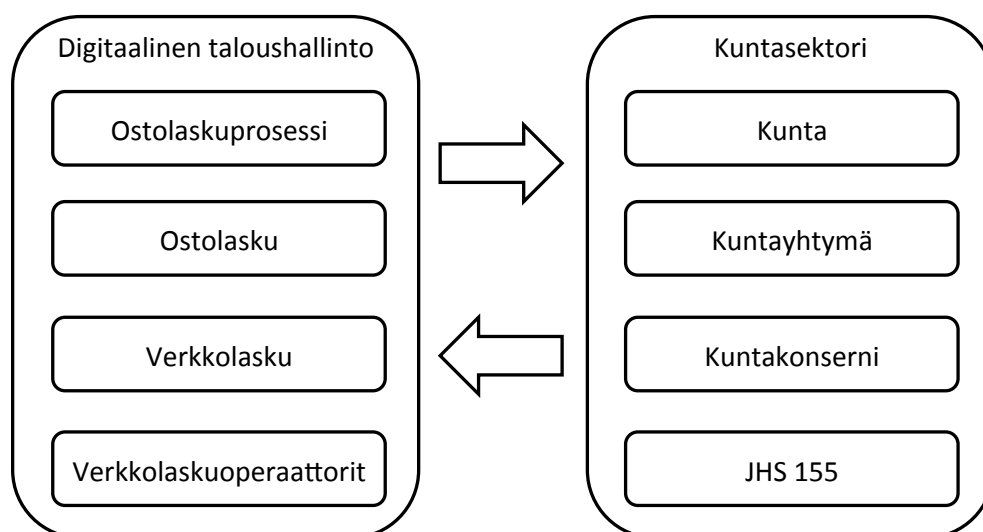 Digitaalinen taloushallinto
Ostolaskuprosessi
Ostolasku
Verkkolasku
Verkkolaskuoperaattorit
Kuntasektori
Kunta
Kuntayhtymä
Kuntakonserni
JHS 155